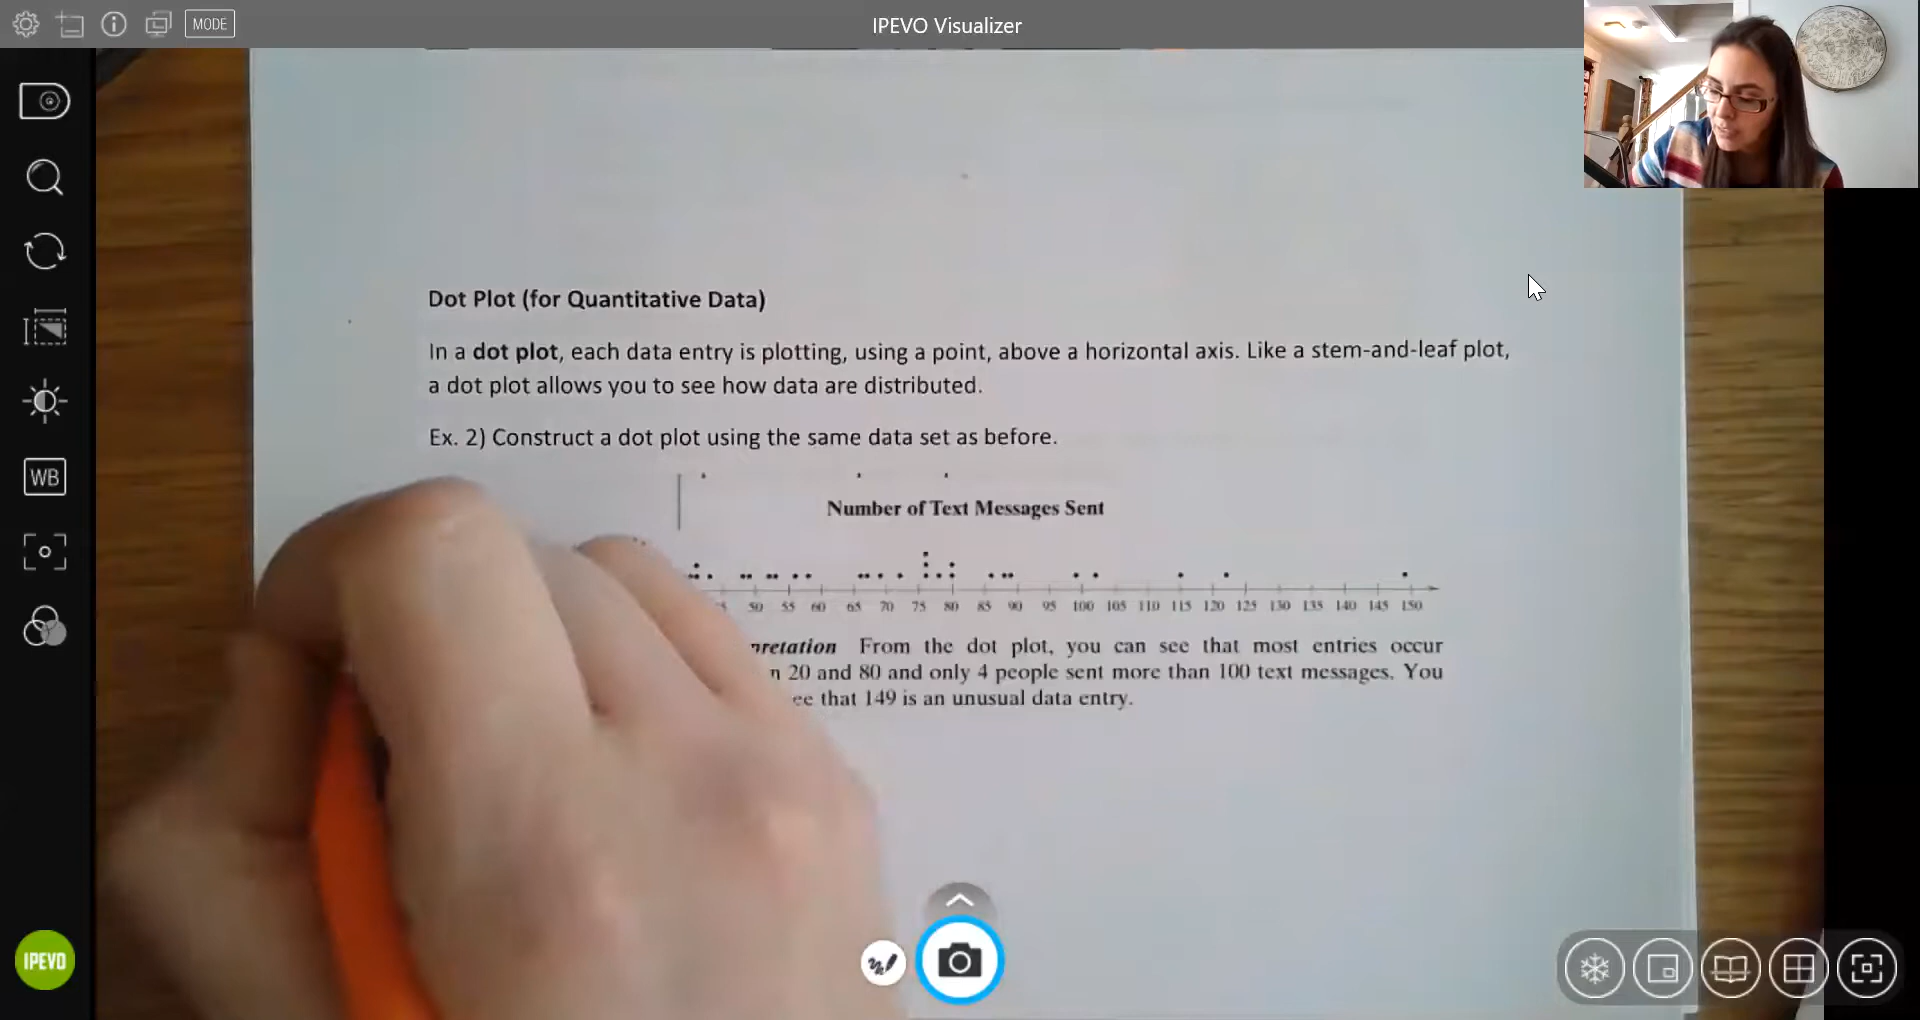 MODE
IPEVO Visualizer
WB
Dot Plot (for Quantitative Data)
In a dot plot, each data entry is plotting, using a point, above a horizontal axis. Like a stem-and-leaf plot,
a dot plot allows you to see how data are distributed.
Ex. 2) Construct a dot plot using the same data set as before.
Number of Text Messages Sent
50 55 60 65 70 75 80 85 90 95 100 105 110 115 120 125 130 135 140 145 150
From the dot plot, you can see that most entries occur
20 and 80 and only 4 people sent more than 100 text messages. You
that 149 is an unusual data entry.
IPEVO